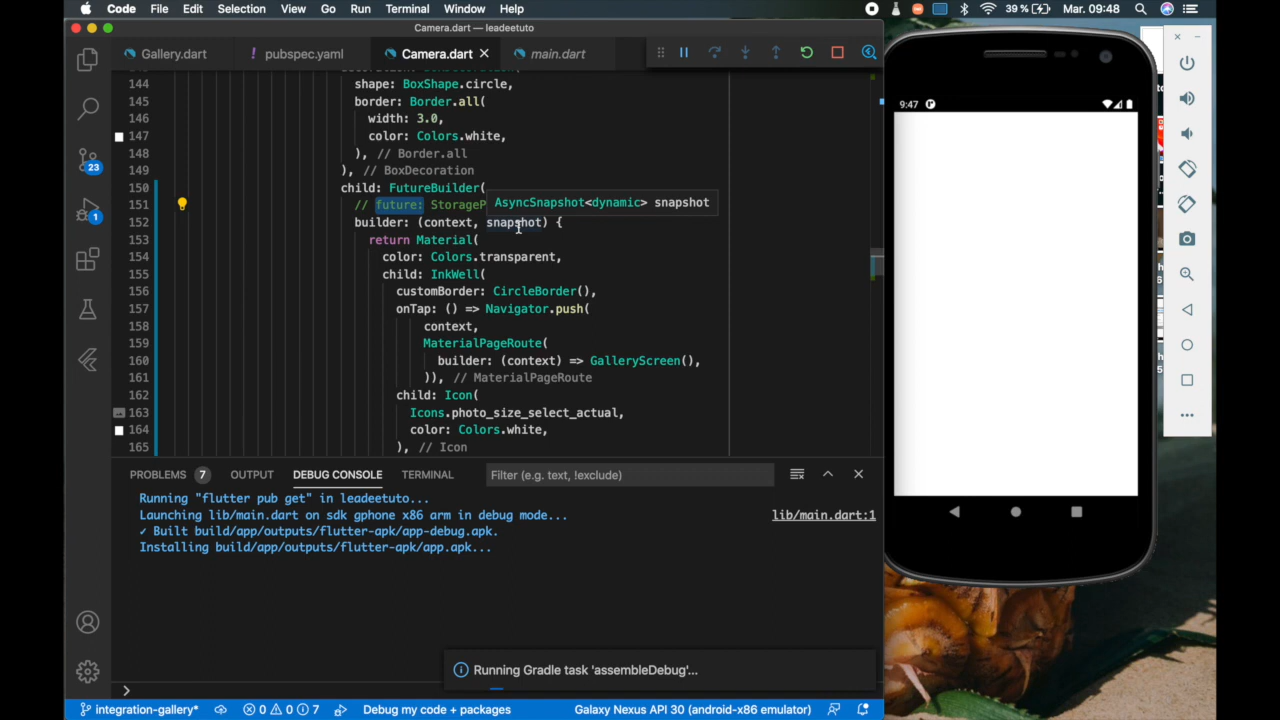 Code File Edit Selection View Go Run Terminal Window Help
39 % Mar. 09:48
Camera.dart — leadeetuto
Gallery.dart ! pubspec.yaml Camera.dart main.dart
144 shape: BoxShape.circle,
145 border: Border.all(
146 width: 3.0,
147 color: Colors.white,
148 ), // Border.all
149 ), // BoxDecoration
150 child: FutureBuilder(
151 // future: StorageP
AsyncSnapshot<dynamic> snapshot
152 builder: (context, snapshot) {
153 return Material(
154 color: Colors.transparent,
155 child: InkWell(
156 customBorder: CircleBorder(),
157 onTap: () => Navigator.push(
158 context,
159 MaterialPageRoute(
160 builder: (context) => GalleryScreen(),
161 )), // MaterialPageRoute
162 child: Icon(
163 Icons.photo_size_select_actual,
164 color: Colors.white,
165 ), // Icon
23
1
PROBLEMS 7 OUTPUT DEBUG CONSOLE TERMINAL Filter (e.g. text, !exclude)
Running "flutter pub get" in leadeetuto...
Launching lib/main.dart on sdk gphone x86 arm in debug mode... lib/main.dart:1
✓ Built build/app/outputs/flutter-apk/app-debug.apk.
Installing build/app/outputs/flutter-apk/app.apk...
Running Gradle task 'assembleDebug'...
integration-gallery* 0 0 7 Debug my code + packages Galaxy Nexus API 30 (android-x86 emulator)
9:47